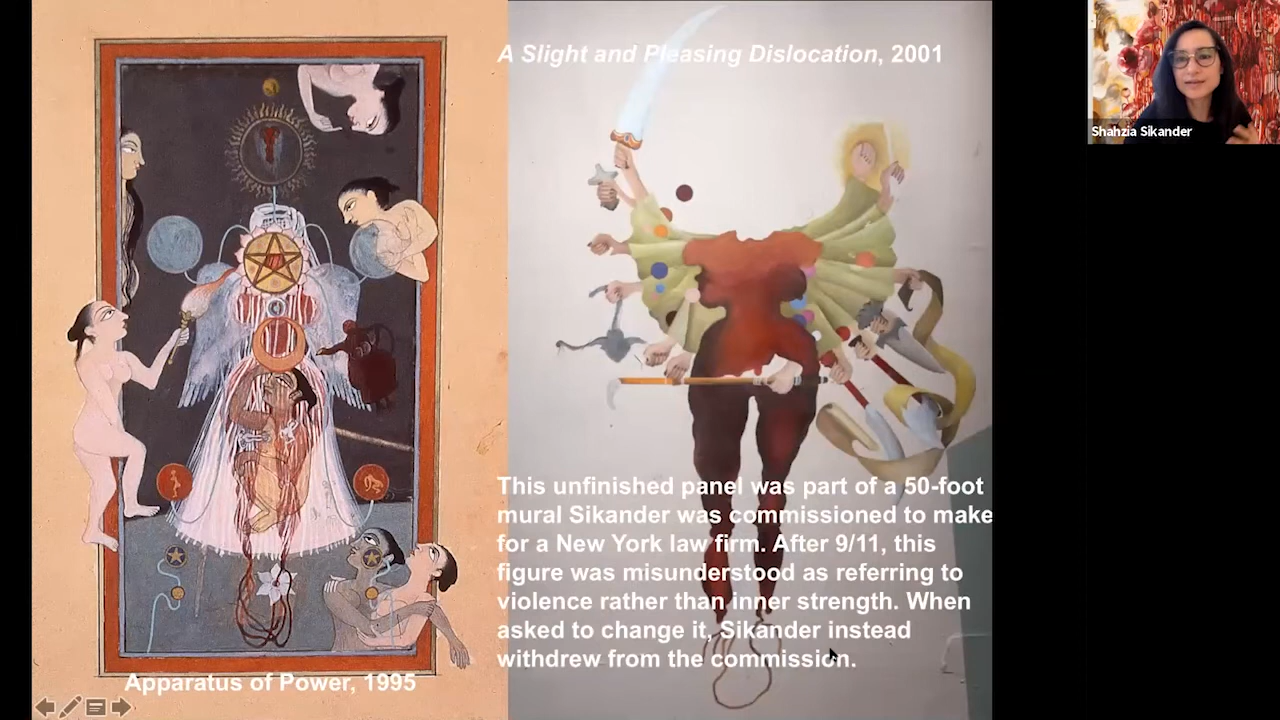 A Slight and Pleasing Dislocation, 2001
Shahzia Sikander
This unfinished panel was part of a 50-foot
mural Sikander was commissioned to make
for a New York law firm. After 9/11, this
figure was misunderstood as referring to
violence rather than inner strength. When
asked to change it, Sikander instead
withdrew from the commission.
Apparatus of Power, 1995